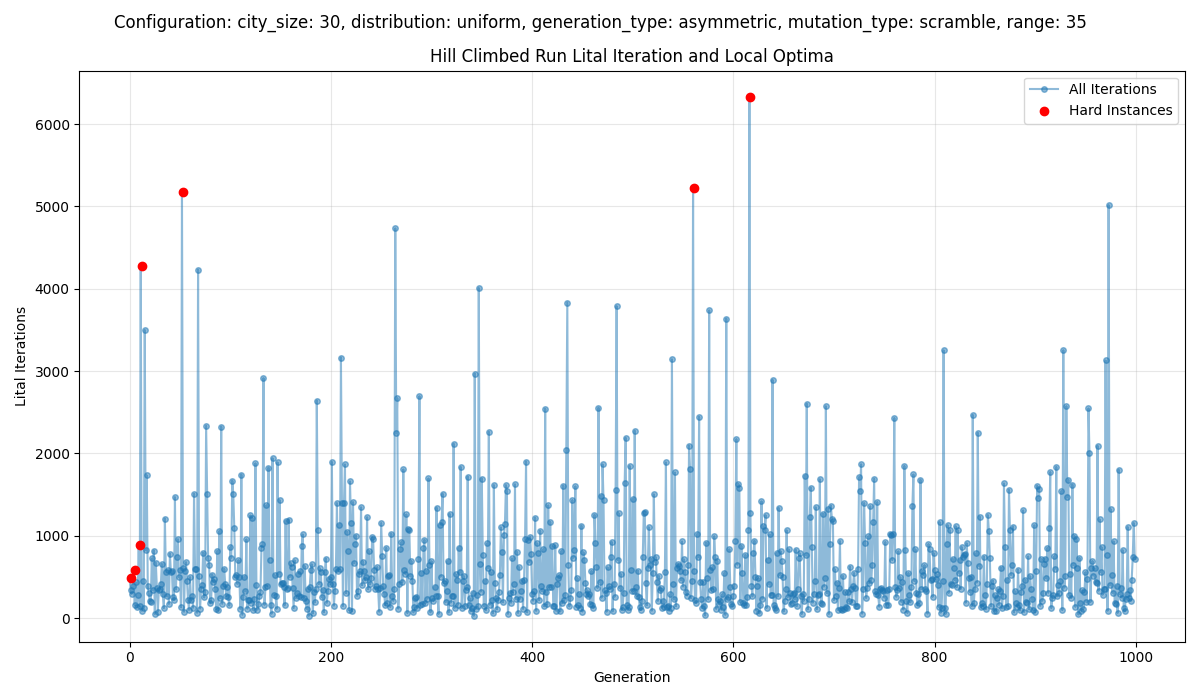 Configuration: city_size: 30, distribution: uniform, generation_type: asymmetric, mutation_type: scramble, range: 35
Hill Climbed Run Lital Iteration and Local Optima
All Iterations
Hard Instances
6000
5000
4000
3000
2000
1000
0
Lital Iterations
0 200 400 600 800 1000
Generation